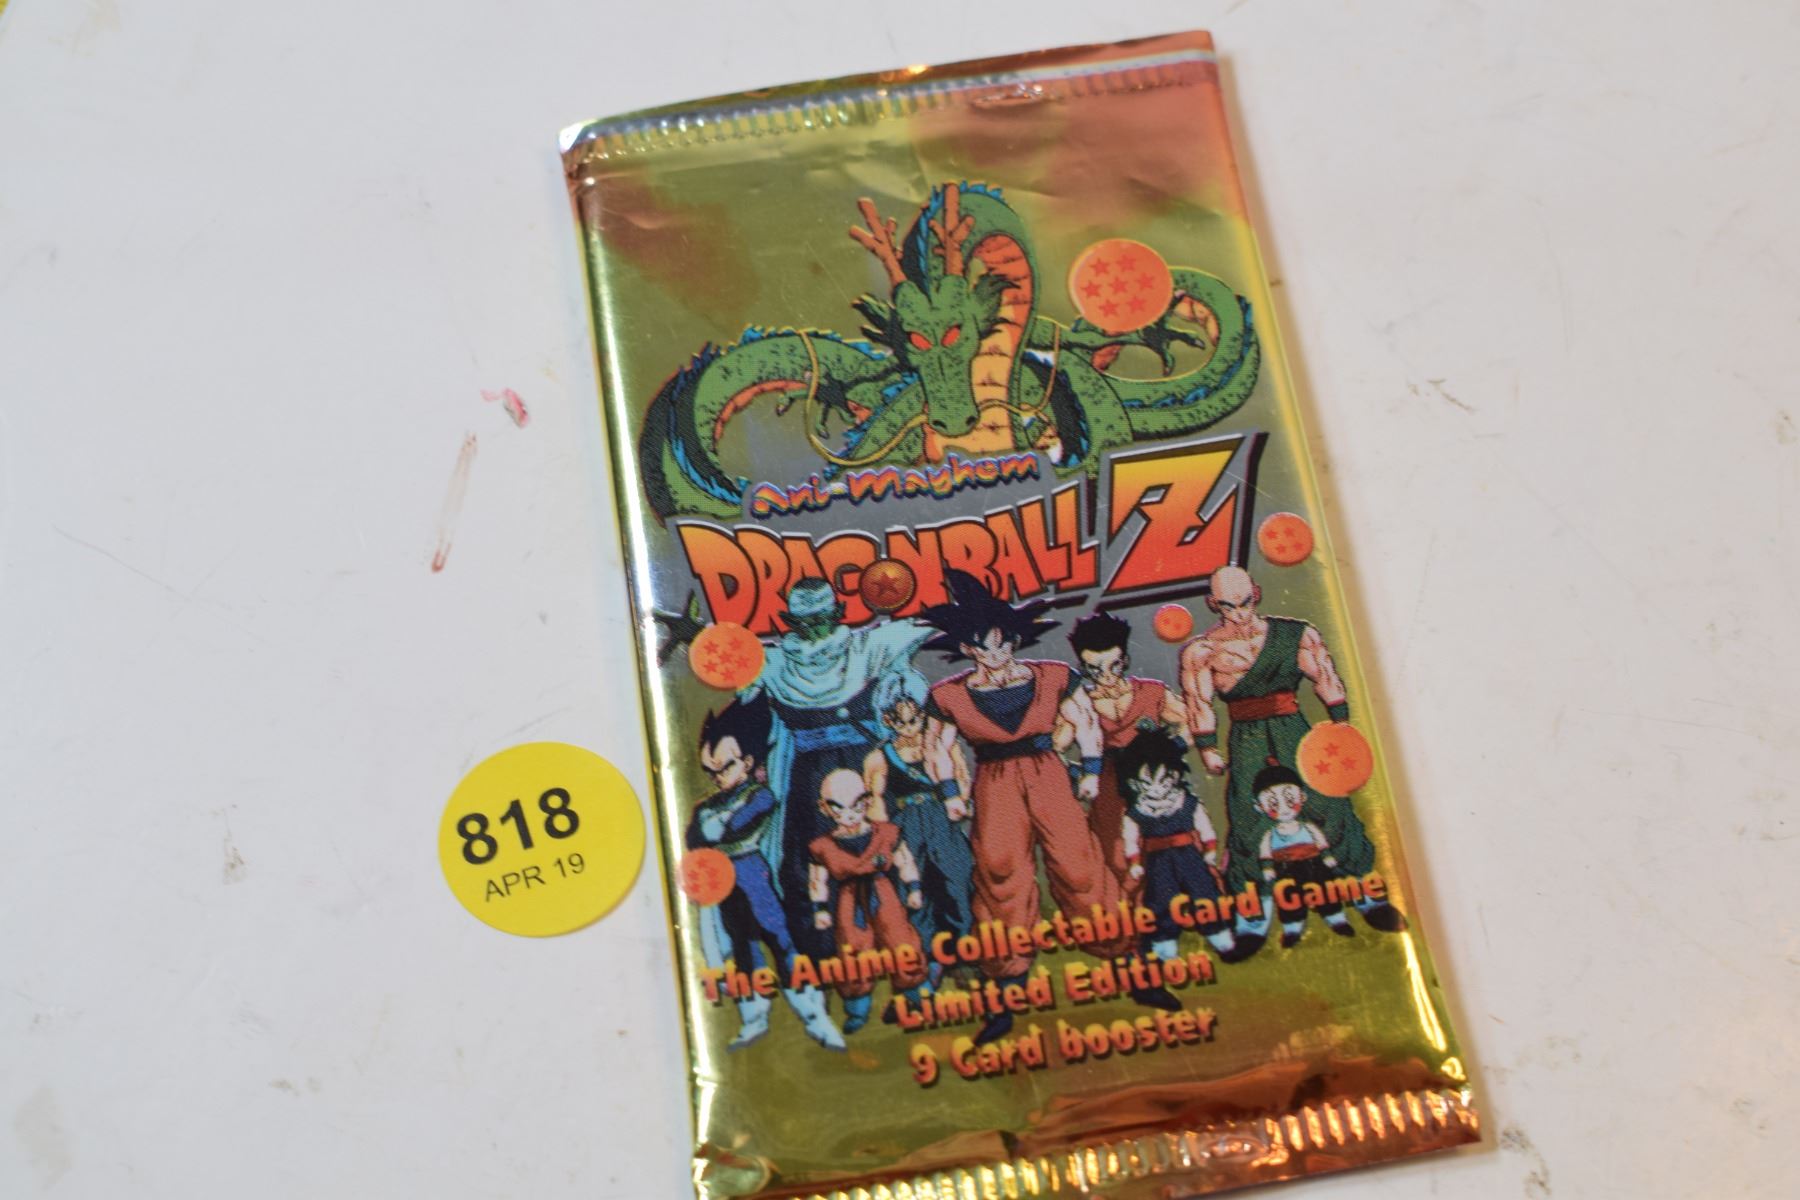 Ani-Mayhem
DRAGONBALL Z
818
APR 19
The Anime Collectable Card Game
Limited Edition
9 Card booster